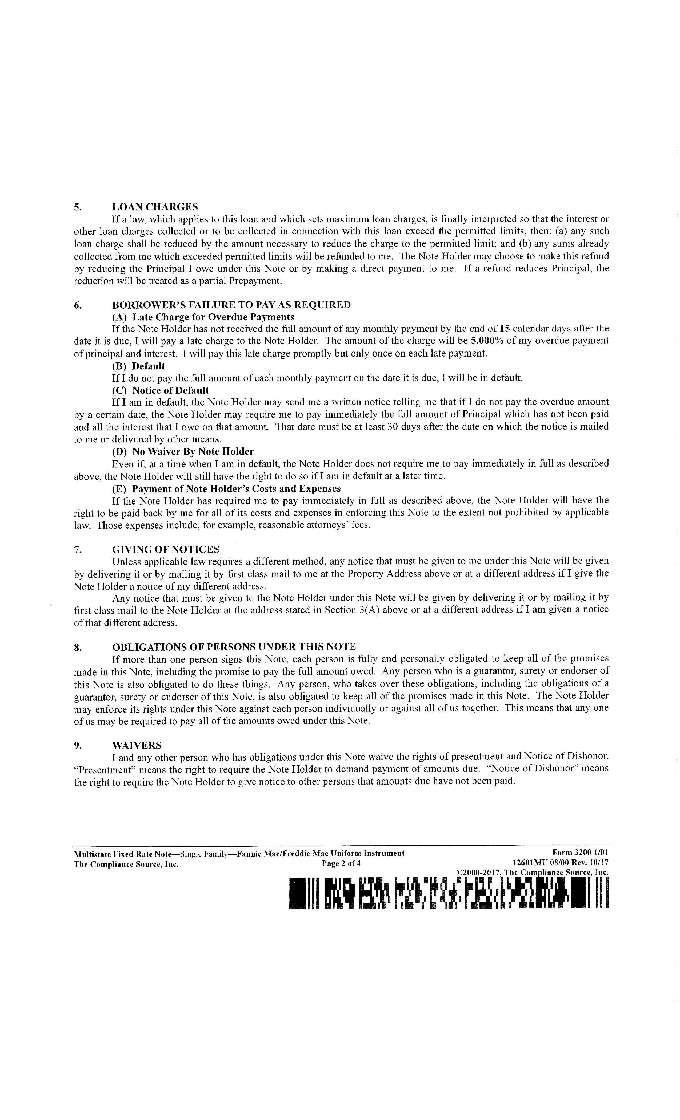 5. LOAN CHARGES
If a law, which applies to this loan and which sets maximum loan charges, is finally interpreted so that the interest or
other loan charges collected or to be collected in connection with this loan exceed the permitted limits, then: (a) any such
loan charge shall be reduced by the amount necessary to reduce the charge to the permitted limit; and (b) any sums already
collected from me which exceeded permitted limits will be refunded to me. The Note Holder may choose to make this refund
by reducing the Principal I owe under this Note or by making a direct payment to me. If a refund reduces Principal, the
reduction will be treated as a partial Prepayment.
6. BORROWER'S FAILURE TO PAY AS REQUIRED
(A) Late Charge for Overdue Payments
If the Note Holder has not received the full amount of any monthly payment by the end of 15 calendar days after the
date it is due, I will pay a late charge to the Note Holder. The amount of the charge will be 5.000% of my overdue payment
of principal and interest. I will pay this late charge promptly but only once on each late payment.
(B) Default
If I do not pay the full amount of each monthly payment on the date it is due, I will be in default.
(C) Notice of Default
If I am in default, the Note Holder may send me a written notice telling me that if I do not pay the overdue amount
by a certain date, the Note Holder may require me to pay immediately the full amount of Principal which has not been paid
and all the interest that I owe on that amount. That date must be at least 30 days after the date on which the notice is mailed
to me or delivered by other means.
(D) No Waiver By Note Holder
Even if, at a time when I am in default, the Note Holder does not require me to pay immediately in full as described
above, the Note Holder will still have the right to do so if I am in default at a later time.
(E) Payment of Note Holder's Costs and Expenses
If the Note Holder has required me to pay immediately in full as described above, the Note Holder will have the
right to be paid back by me for all of its costs and expenses in enforcing this Note to the extent not prohibited by applicable
law. Those expenses include, for example, reasonable attorneys' fees.
7. GIVING OF NOTICES
Unless applicable law requires a different method, any notice that must be given to me under this Note will be given
by delivering it or by mailing it by first class mail to me at the Property Address above or at a different address if I give the
Note Holder a notice of my different address.
Any notice that must be given to the Note Holder under this Note will be given by delivering it or by mailing it by
first class mail to the Note Holder at the address stated in Section 3(A) above or at a different address if I am given a notice
of that different address.
8. OBLIGATIONS OF PERSONS UNDER THIS NOTE
If more than one person signs this Note, each person is fully and personally obligated to keep all of the promises
made in this Note, including the promise to pay the full amount owed. Any person who is a guarantor, surety or endorser of
this Note is also obligated to do these things. Any person, who takes over these obligations, including the obligations of a
guarantor, surety or endorser of this Note, is also obligated to keep all of the promises made in this Note. The Note Holder
may enforce its rights under this Note against each person individually or against all of us together. This means that any one
of us may be required to pay all of the amounts owed under this Note.
9. WAIVERS
I and any other person who has obligations under this Note waive the rights of presentment and Notice of Dishonor.
"Presentment" means the right to require the Note Holder to demand payment of amounts due. "Notice of Dishonor" means
the right to require the Note Holder to give notice to other persons that amounts due have not been paid.
Multistate Fixed Rate Note—Single Family—Fannie Mae/Freddie Mac Uniform Instrument Form 3200 1/01
The Compliance Source, Inc. Page 2 of 4 12601MU 08/00 Rev. 10/17
©2000-2017, The Compliance Source, Inc.